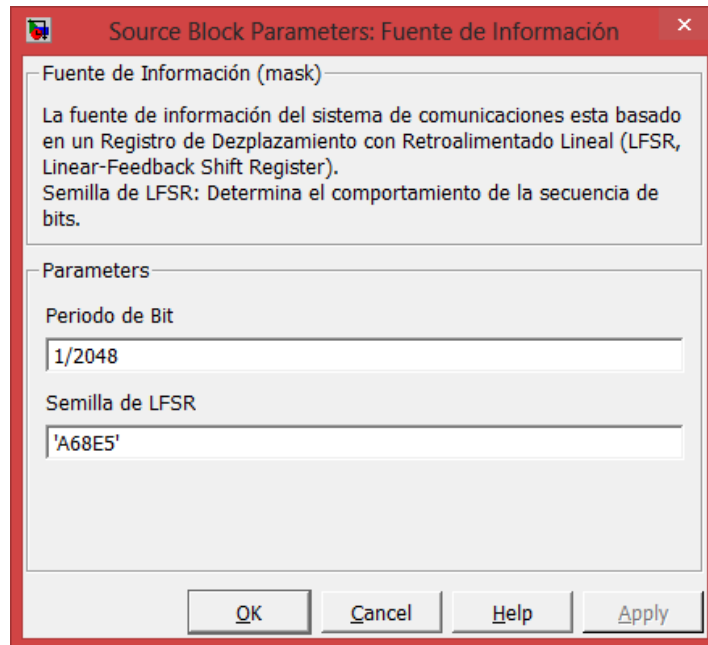 Source Block Parameters: Fuente de Información
Fuente de Información (mask)
La fuente de información del sistema de comunicaciones esta basado
en un Registro de Dezplazamiento con Retroalimentado Lineal (LFSR,
Linear-Feedback Shift Register).
Semilla de LFSR: Determina el comportamiento de la secuencia de
bits.
Parameters
Periodo de Bit
1/2048
Semilla de LFSR
'A68E5'
OK Cancel Help Apply